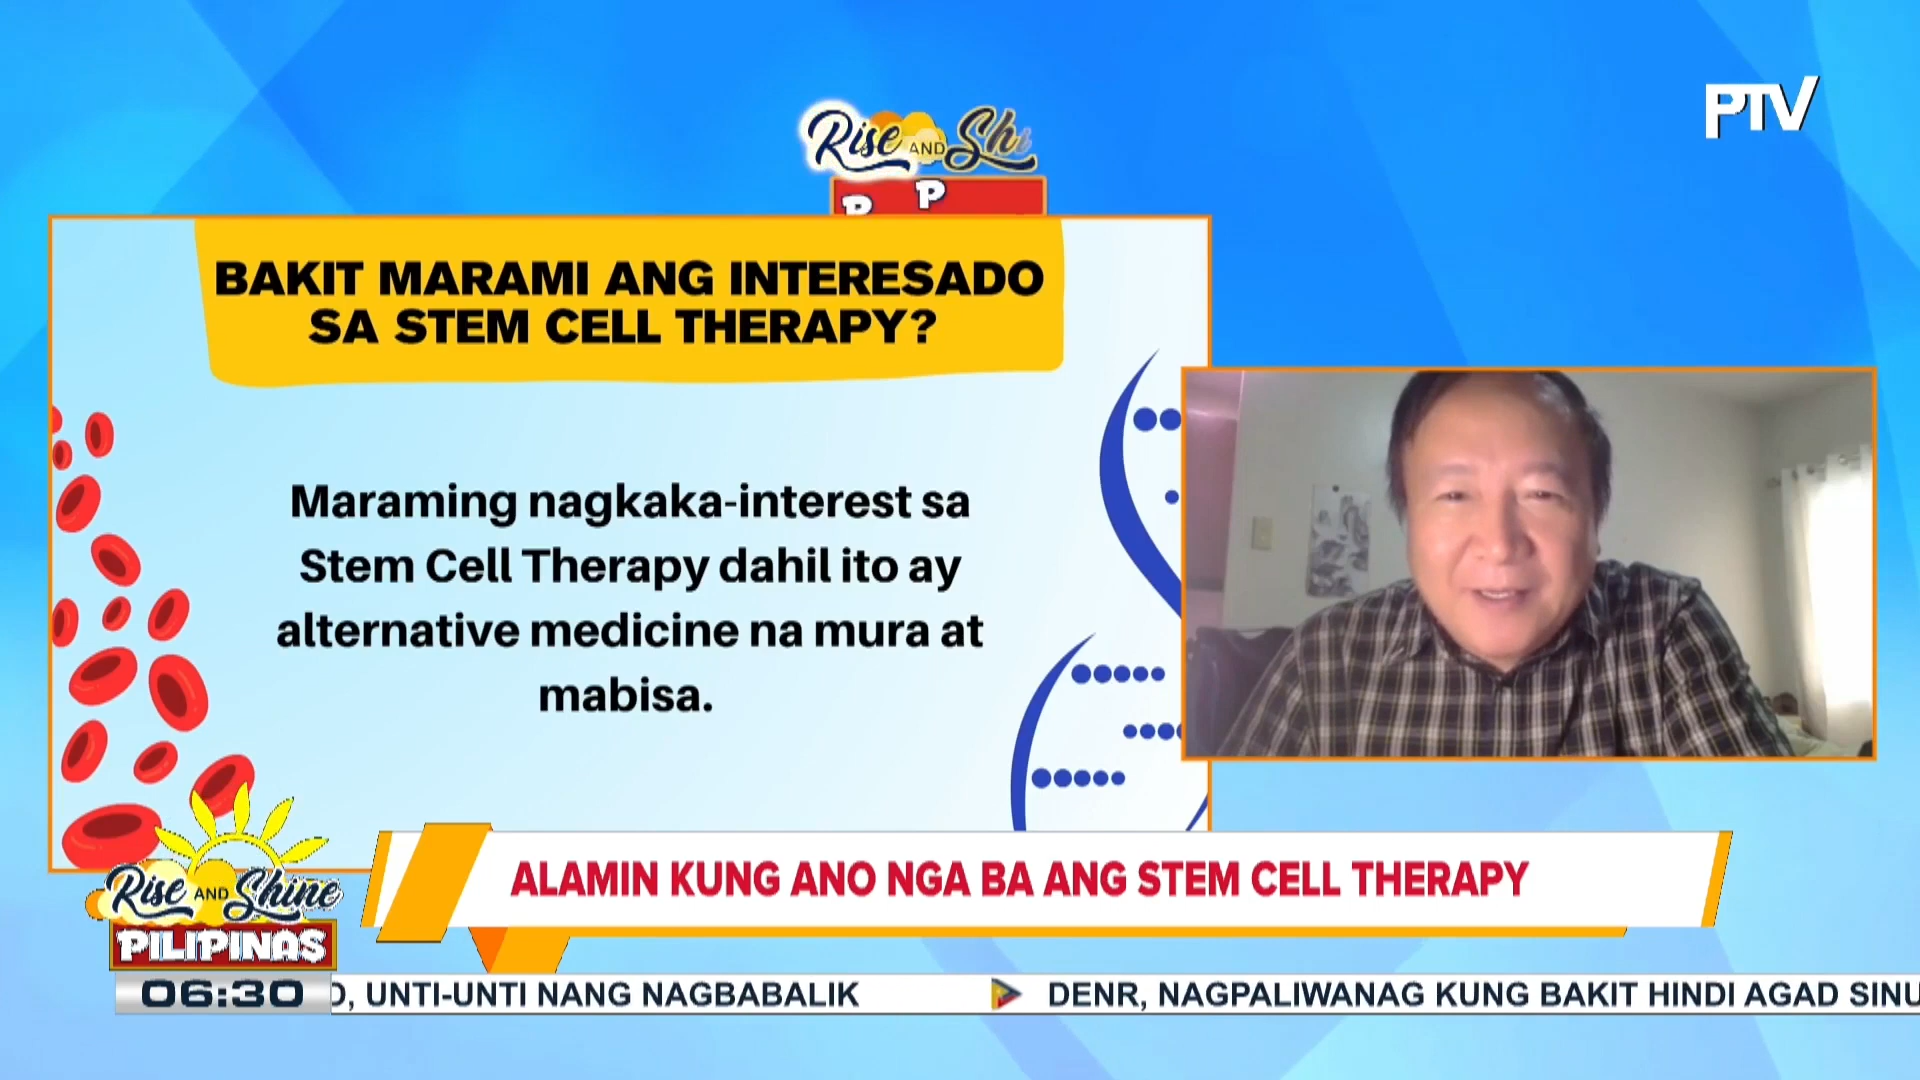 PTV
Rise AND Shi
P
BAKIT MARAMI ANG INTERESADO
SA STEM CELL THERAPY?
Maraming nagkaka-interest sa
Stem Cell Therapy dahil ito ay
alternative medicine na mura at
mabisa.
Rise AND Shine
PILIPINAS
ALAMIN KUNG ANO NGA BA ANG STEM CELL THERAPY
06:30
O, UNTI-UNTI NANG NAGBABALIK
DENR, NAGPALIWANAG KUNG BAKIT HINDI AGAD SINU